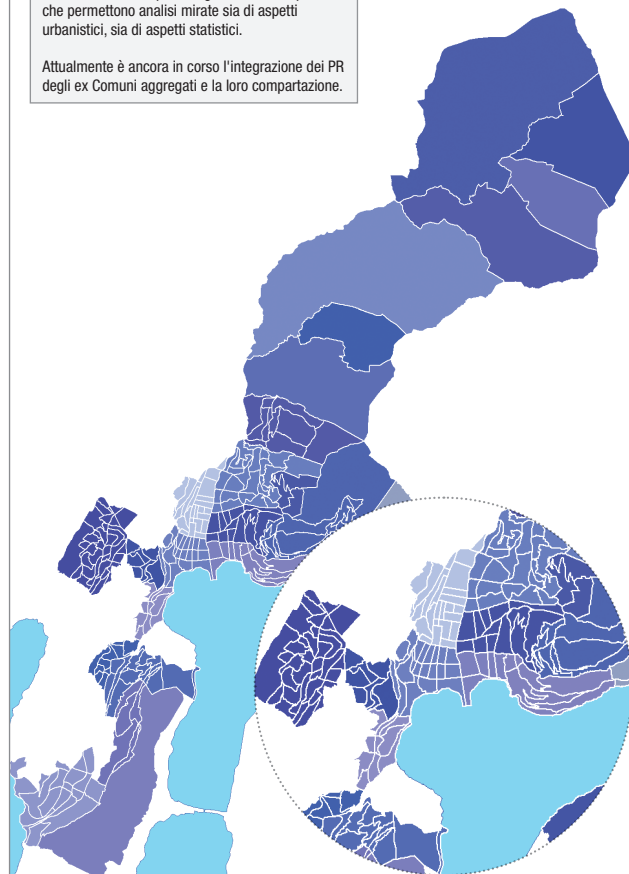 che permettono analisi mirate sia di aspetti
urbanistici, sia di aspetti statistici.
Attualmente è ancora in corso l'integrazione dei PR
degli ex Comuni aggregati e la loro compartazione.